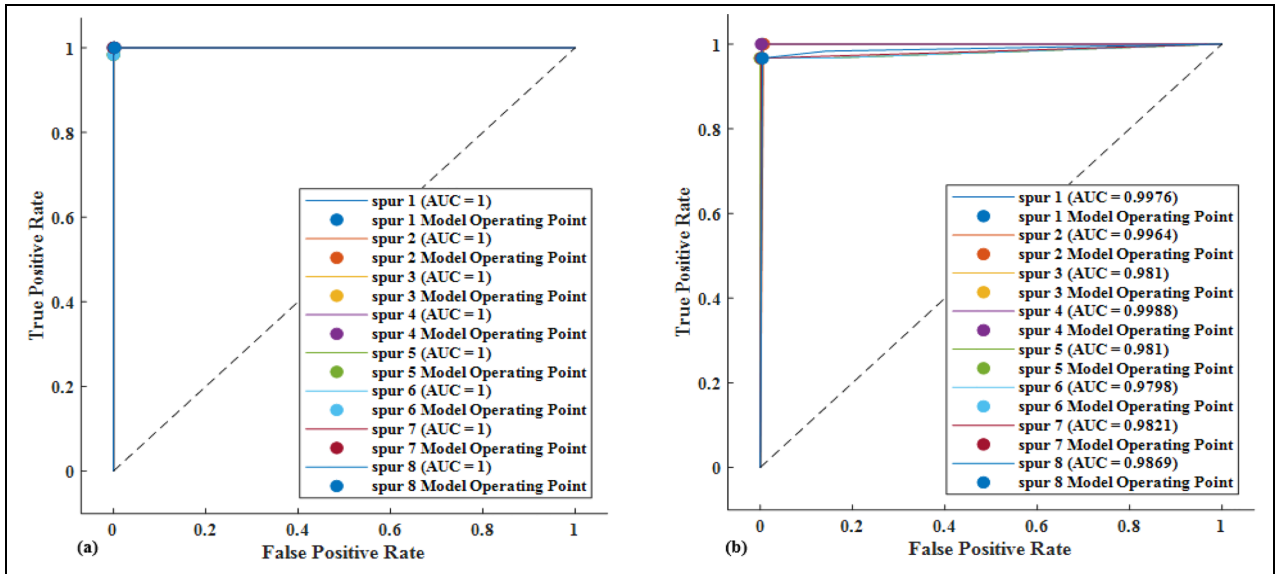 1
0.8
0.6
0.4
0.2
0
True Positive Rate
spur 1 (AUC = 1)
spur 1 Model Operating Point
spur 2 (AUC = 1)
spur 2 Model Operating Point
spur 3 (AUC = 1)
spur 3 Model Operating Point
spur 4 (AUC = 1)
spur 4 Model Operating Point
spur 5 (AUC = 1)
spur 5 Model Operating Point
spur 6 (AUC = 1)
spur 6 Model Operating Point
spur 7 (AUC = 1)
spur 7 Model Operating Point
spur 8 (AUC = 1)
spur 8 Model Operating Point
0 0.2 0.4 0.6 0.8 1
False Positive Rate
(a)
1
0.8
0.6
0.4
0.2
0
True Positive Rate
spur 1 (AUC = 0.9976)
spur 1 Model Operating Point
spur 2 (AUC = 0.9964)
spur 2 Model Operating Point
spur 3 (AUC = 0.981)
spur 3 Model Operating Point
spur 4 (AUC = 0.9988)
spur 4 Model Operating Point
spur 5 (AUC = 0.981)
spur 5 Model Operating Point
spur 6 (AUC = 0.9798)
spur 6 Model Operating Point
spur 7 (AUC = 0.9821)
spur 7 Model Operating Point
spur 8 (AUC = 0.9869)
spur 8 Model Operating Point
0 0.2 0.4 0.6 0.8 1
False Positive Rate
(b)